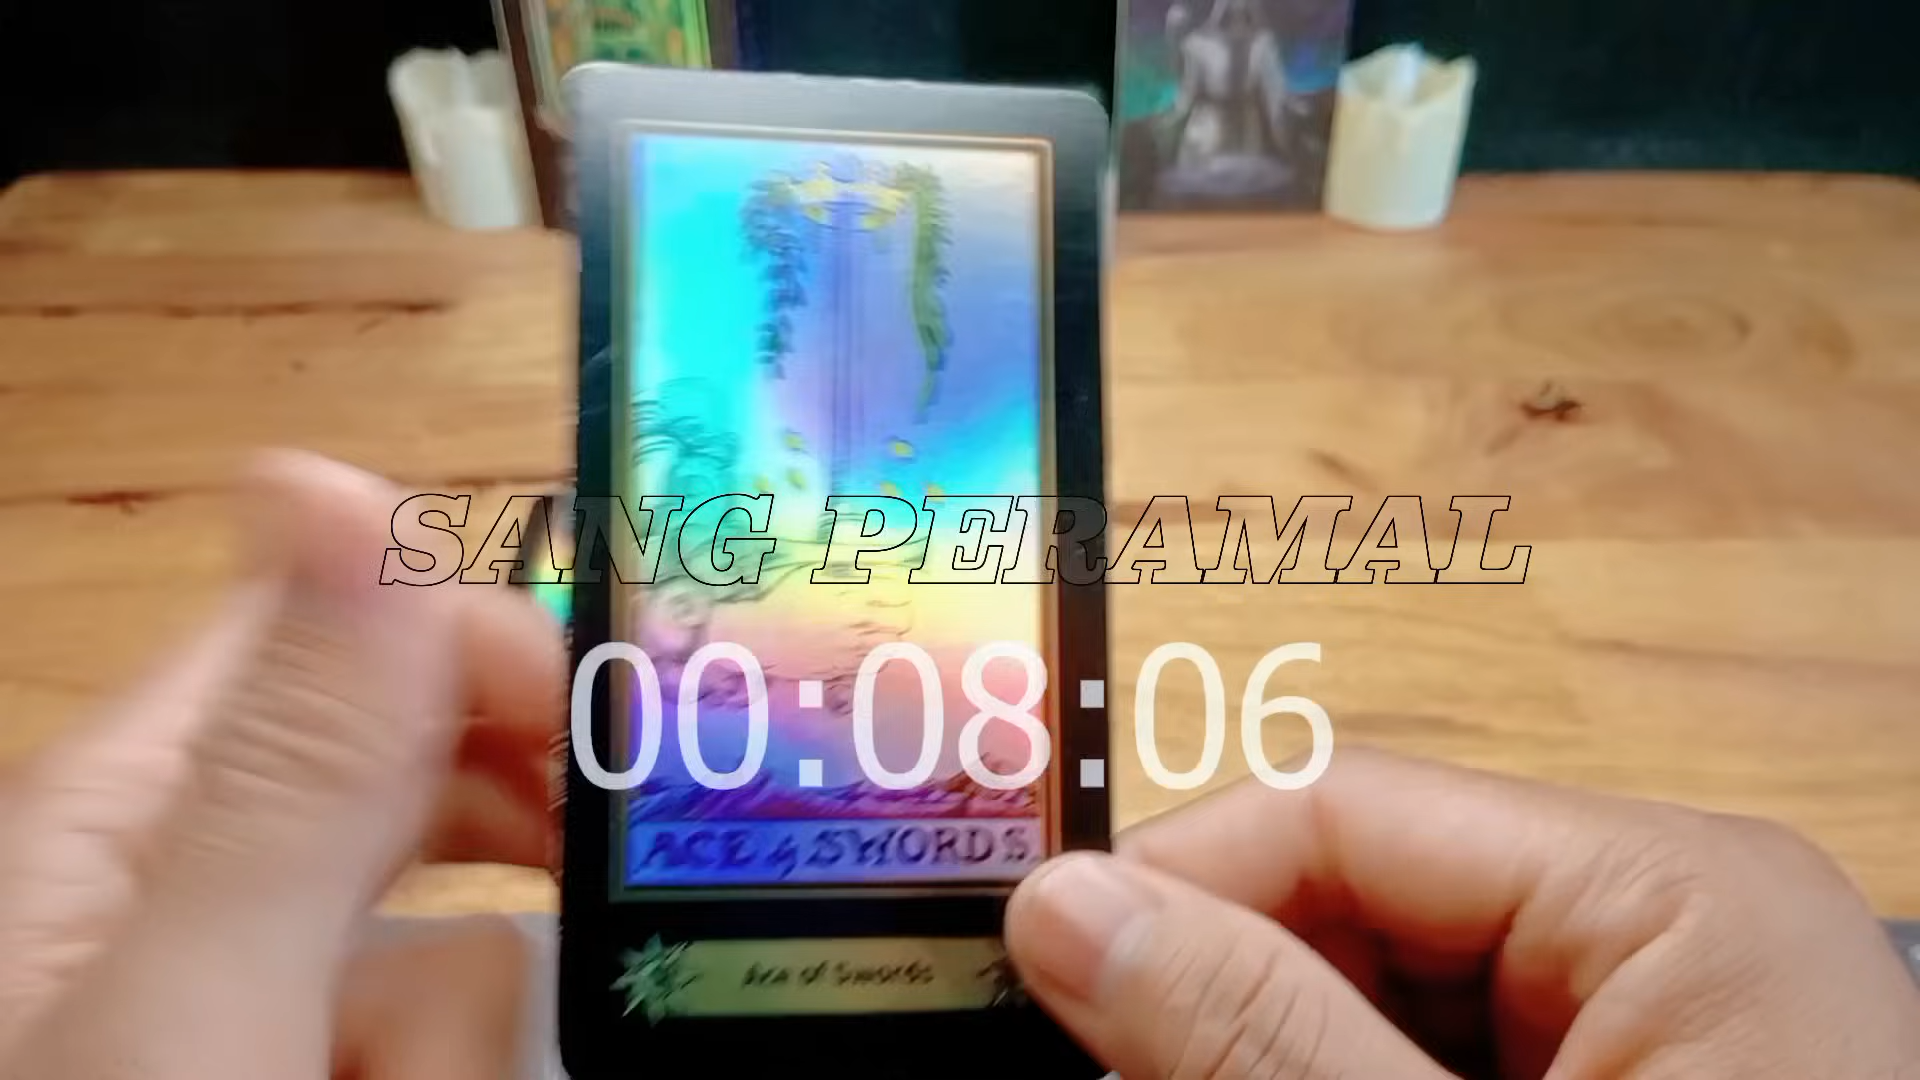 SANG PERAMAL
00:08:06
ACE of SWORDS.
Ace of Swords